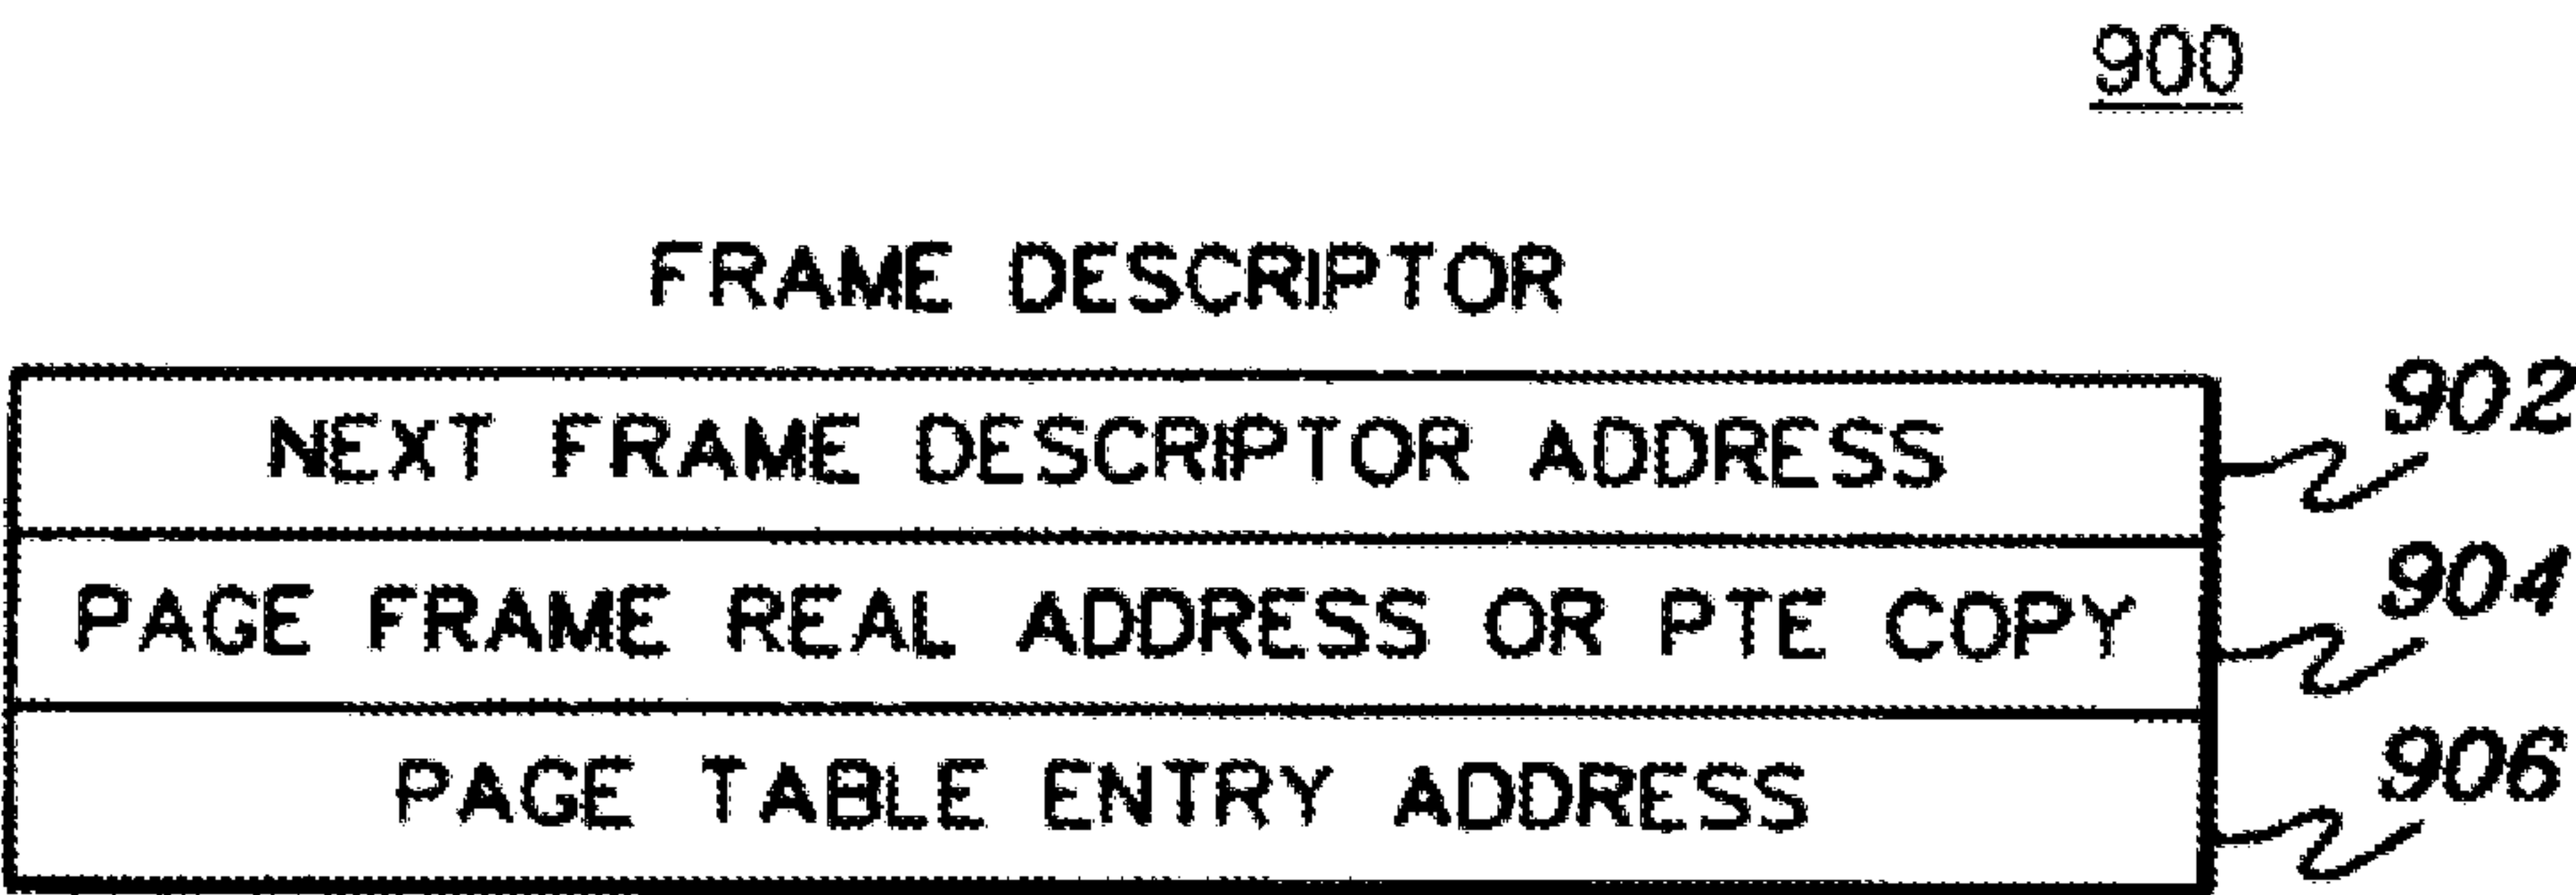 900
FRAME DESCRIPTOR
NEXT FRAME DESCRIPTOR ADDRESS 902
PAGE FRAME REAL ADDRESS OR PTE COPY 904
PAGE TABLE ENTRY ADDRESS 906